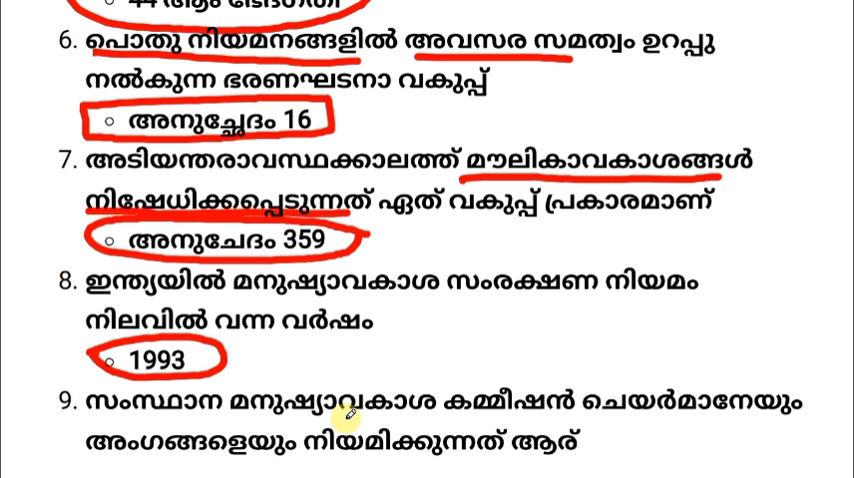 44 ആം ഭേദഗതി
6. പൊതു നിയമനങ്ങളിൽ അവസര സമത്വം ഉറപ്പു
നൽകുന്ന ഭരണഘടനാ വകുപ്പ്
○ അനുച്ഛേദം 16
7. അടിയന്തരാവസ്ഥക്കാലത്ത് മൗലികാവകാശങ്ങൾ
നിഷേധിക്കപ്പെടുന്നത് ഏത് വകുപ്പ് പ്രകാരമാണ്
○ അനുചേദം 359
8. ഇന്ത്യയിൽ മനുഷ്യാവകാശ സംരക്ഷണ നിയമം
നിലവിൽ വന്ന വർഷം
○ 1993
9. സംസ്ഥാന മനുഷ്യാവകാശ കമ്മീഷൻ ചെയർമാനേയും
അംഗങ്ങളെയും നിയമിക്കുന്നത് ആര്